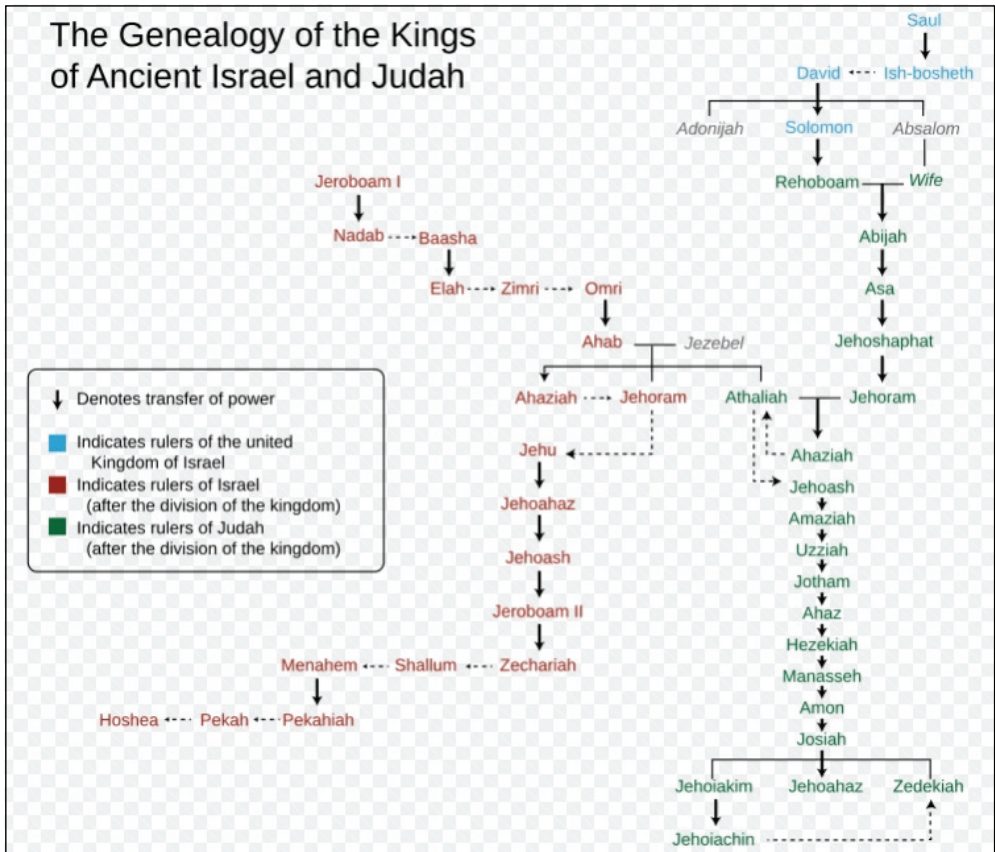 The Genealogy of the Kings
of Ancient Israel and Judah
Saul
David Ish-bosheth
Adonijah Solomon Absalom
Jeroboam I Rehoboam Wife
Nadab Baasha Abijah
Elah Zimri Omri Asa
Ahab Jezebel Jehoshaphat
Ahaziah Jehoram Athaliah Jehoram
Denotes transfer of power
Indicates rulers of the united
Kingdom of Israel
Indicates rulers of Israel
(after the division of the kingdom)
Indicates rulers of Judah
(after the division of the kingdom)
Jehu Ahaziah
Jehoash
Jehoahaz
Amaziah
Jehoash Uzziah
Jotham
Jeroboam II Ahaz
Hezekiah
Menahem Shallum Zechariah
Manasseh
Amon
Hoshea Pekah Pekahiah
Josiah
Jehoiakim Jehoahaz Zedekiah
Jehoiachin